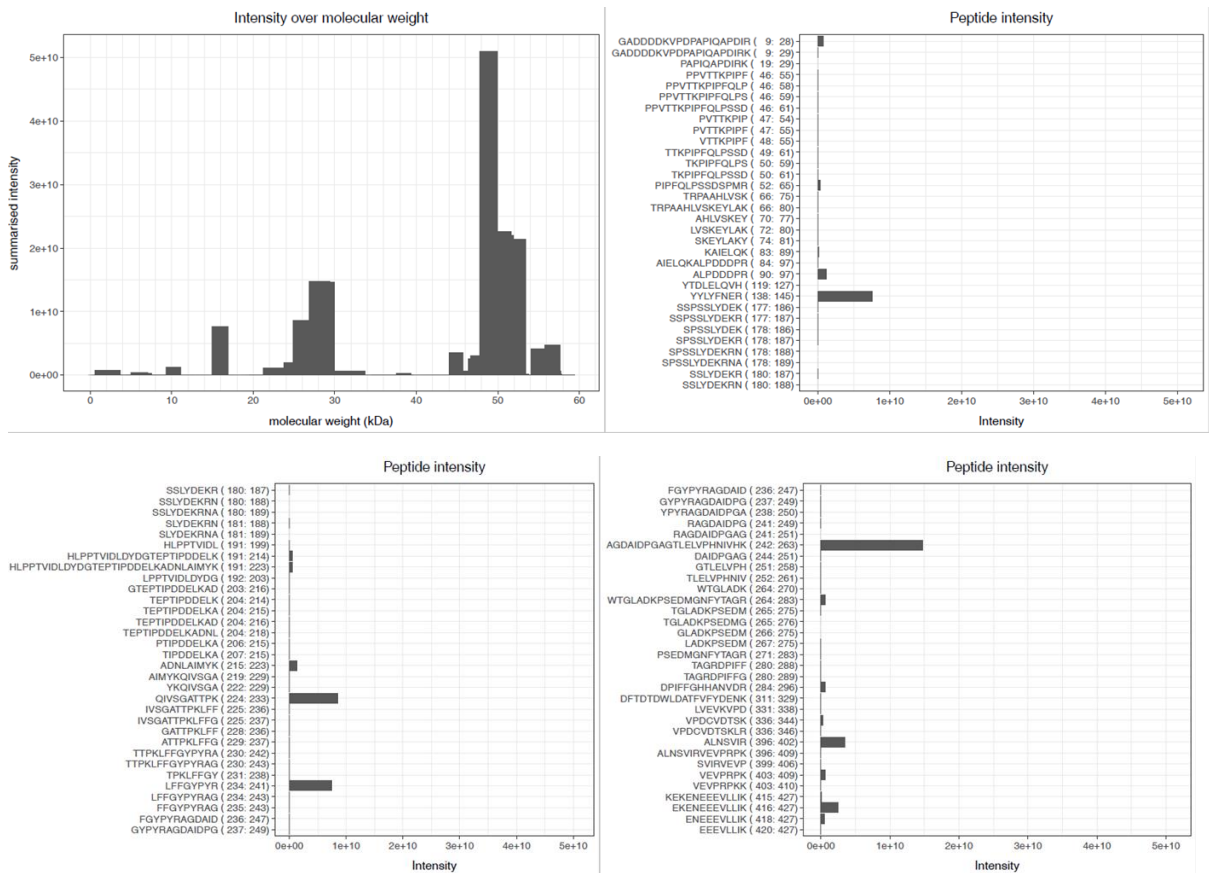 Intensity over molecular weight
summarised intensity
5e+10
4e+10
3e+10
2e+10
1e+10
0e+00
0
10
20
30
40
50
60
molecular weight (kDa)
Peptide intensity
GADDDDKVPDPAPIQAPDIR ( 9: 28)
GADDDDKVPDPAPIQAPDIRK ( 9: 29)
PAPIQAPDIRK ( 19: 29)
PPVTTKPIPF ( 46: 55)
PPVTTKPIPFQLP ( 46: 58)
PPVTTKPIPFQLPS ( 46: 59)
PPVTTKPIPFQLPSSD ( 46: 61)
PVTTKPIP ( 47: 54)
PVTTKPIPF ( 47: 55)
VTTKPIPF ( 48: 55)
TTKPIPFQLPSSD ( 49: 61)
TKPIPFQLPS ( 50: 59)
TKPIPFQLPSSD ( 50: 61)
PIPFQLPSSDSPMR ( 52: 65)
TRPAAHLVSK ( 66: 75)
TRPAAHLVSKEYLAK ( 66: 80)
AHLVSKEY ( 70: 77)
LVSKEYLAK ( 72: 80)
SKEYLAKY ( 74: 81)
KAIELQK ( 83: 89)
AIELQKALPDDDPR ( 84: 97)
ALPDDDPR ( 90: 97)
YTDLELQVH ( 119: 127)
YYLYFNER ( 138: 145)
SSPSSLYDEK ( 177: 186)
SSPSSLYDEKR ( 177: 187)
SPSSLYDEK ( 178: 186)
SPSSLYDEKR ( 178: 187)
SPSSLYDEKRN ( 178: 188)
SPSSLYDEKRNA ( 178: 189)
SSLYDEKR ( 180: 187)
SSLYDEKRN ( 180: 188)
0e+00
1e+10
2e+10
3e+10
4e+10
5e+10
Intensity
Peptide intensity
SSLYDEKR ( 180: 187)
SSLYDEKRN ( 180: 188)
SSLYDEKRNA ( 180: 189)
SLYDEKRN ( 181: 188)
SLYDEKRNA ( 181: 189)
HLPPTVIDL ( 191: 199)
HLPPTVIDLDYDGTEPTIPDDELK ( 191: 214)
HLPPTVIDLDYDGTEPTIPDDELKADNLAIMYK ( 191: 223)
LPPTVIDLDYDG ( 192: 203)
GTEPTIPDDELKAD ( 203: 216)
TEPTIPDDELK ( 204: 214)
TEPTIPDDELKA ( 204: 215)
TEPTIPDDELKAD ( 204: 216)
TEPTIPDDELKADNL ( 204: 218)
PTIPDDELKA ( 206: 215)
TIPDDELKA ( 207: 215)
ADNLAIMYK ( 215: 223)
AIMYKQIVSGA ( 219: 229)
YKQIVSGA ( 222: 229)
QIVSGATTPK ( 224: 233)
IVSGATTPKLFF ( 225: 236)
IVSGATTPKLFFG ( 225: 237)
GATTPKLFF ( 228: 236)
ATTPKLFFG ( 229: 237)
TTPKLFFGYPYRA ( 230: 242)
TTPKLFFGYPYRAG ( 230: 243)
TPKLFFGY ( 231: 238)
LFFGYPYR ( 234: 241)
LFFGYPYRAG ( 234: 243)
FFGYPYRAG ( 235: 243)
FGYPYRAGDAID ( 236: 247)
GYPYRAGDAIDPG ( 237: 249)
0e+00
1e+10
2e+10
3e+10
4e+10
5e+10
Intensity
Peptide intensity
FGYPYRAGDAID ( 236: 247)
GYPYRAGDAIDPG ( 237: 249)
YPYRAGDAIDPGA ( 238: 250)
RAGDAIDPG ( 241: 249)
RAGDAIDPGAG ( 241: 251)
AGDAIDPGAGTLELVPHNIVHK ( 242: 263)
DAIDPGAG ( 244: 251)
GTLELVPH ( 251: 258)
TLELVPHNIV ( 252: 261)
WTGLADK ( 264: 270)
WTGLADKPSEDMGNFYTAGR ( 264: 283)
TGLADKPSEDM ( 265: 275)
TGLADKPSEDMG ( 265: 276)
GLADKPSEDM ( 266: 275)
LADKPSEDM ( 267: 275)
PSEDMGNFYTAGR ( 271: 283)
TAGRDPIFF ( 280: 288)
TAGRDPIFFG ( 280: 289)
DPIFFGHHANVDR ( 284: 296)
DFTDTDWLDATFVFYDENK ( 311: 329)
LVEVKVPD ( 331: 338)
VPDCVDTSK ( 336: 344)
VPDCVDTSKLR ( 336: 346)
ALNSVIR ( 396: 402)
ALNSVIRVEVPRPK ( 396: 409)
SVIRVEVP ( 399: 406)
VEVPRPK ( 403: 409)
VEVPRPKK ( 403: 410)
KEKENEEEVLLIK ( 415: 427)
EKENEEEVLLIK ( 416: 427)
ENEEEVLLIK ( 418: 427)
EEEVLLIK ( 420: 427)
0e+00
1e+10
2e+10
3e+10
4e+10
5e+10
Intensity